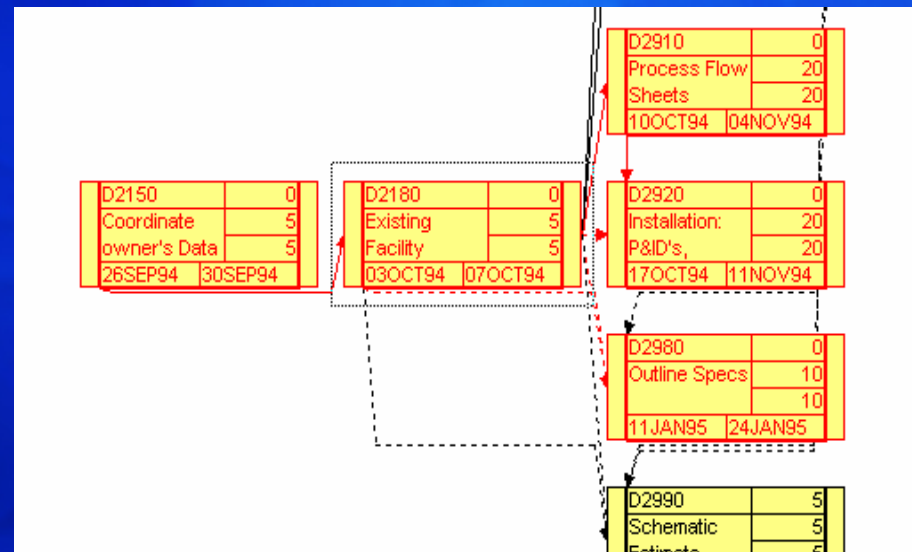 D2910 0
Process Flow 20
Sheets 20
10OCT94 04NOV94
D2150 0
Coordinate 5
owner's Data 5
26SEP94 30SEP94
D2180 0
Existing 5
Facility 5
03OCT94 07OCT94
D2920 0
Installation: 20
P&ID's, 20
17OCT94 11NOV94
D2980 0
Outline Specs 10
10
11JAN95 24JAN95
D2990 5
Schematic 5
Estimate 5